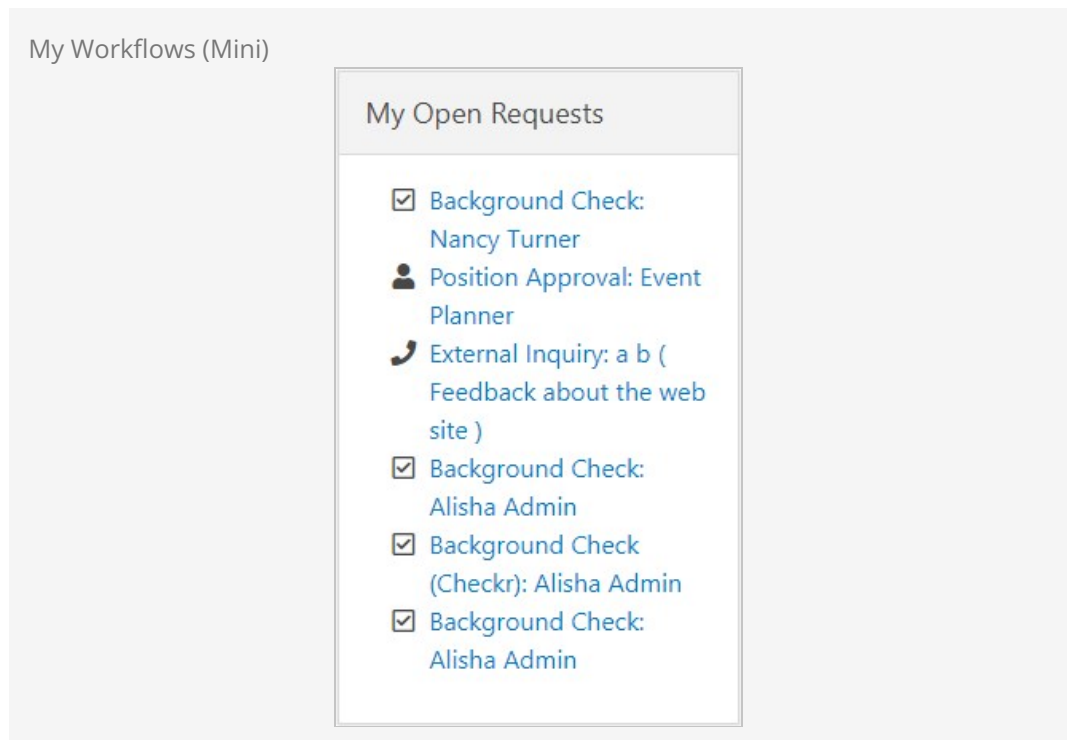 My Workflows (Mini)
My Open Requests
Background Check:
Nancy Turner
Position Approval: Event
Planner
External Inquiry: a b (
Feedback about the web
site )
Background Check:
Alisha Admin
Background Check
(Checkr): Alisha Admin
Background Check:
Alisha Admin